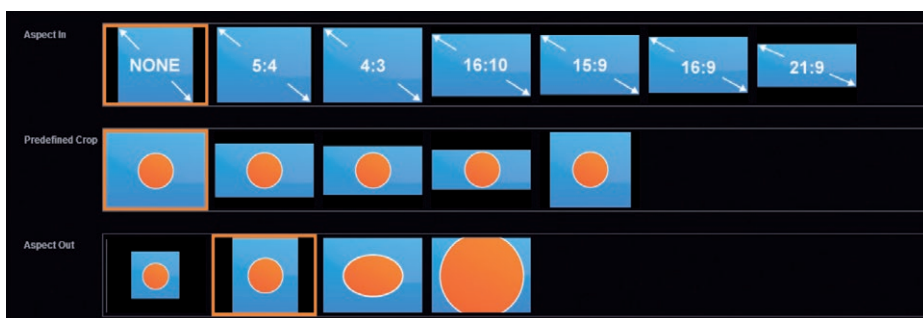 Aspect In
NONE
5:4
4:3
16:10
15:9
16:9
21:9
Predefined Crop
Aspect Out